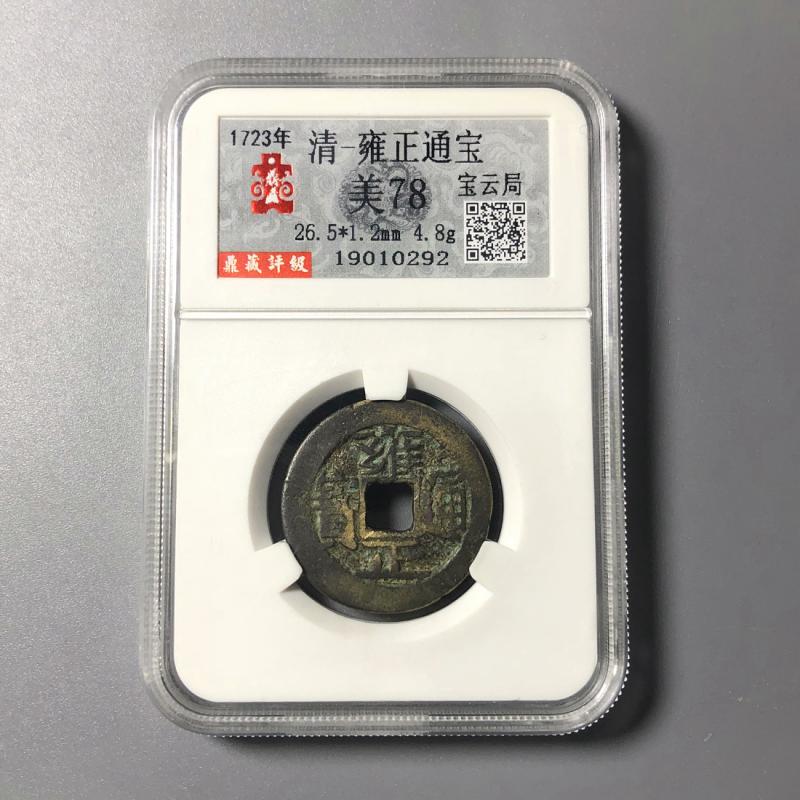 1723年 清-雍正通宝
美78 宝云局
26.5*1.2mm 4.8g
鼎藏評級 19010292
雍正通寶